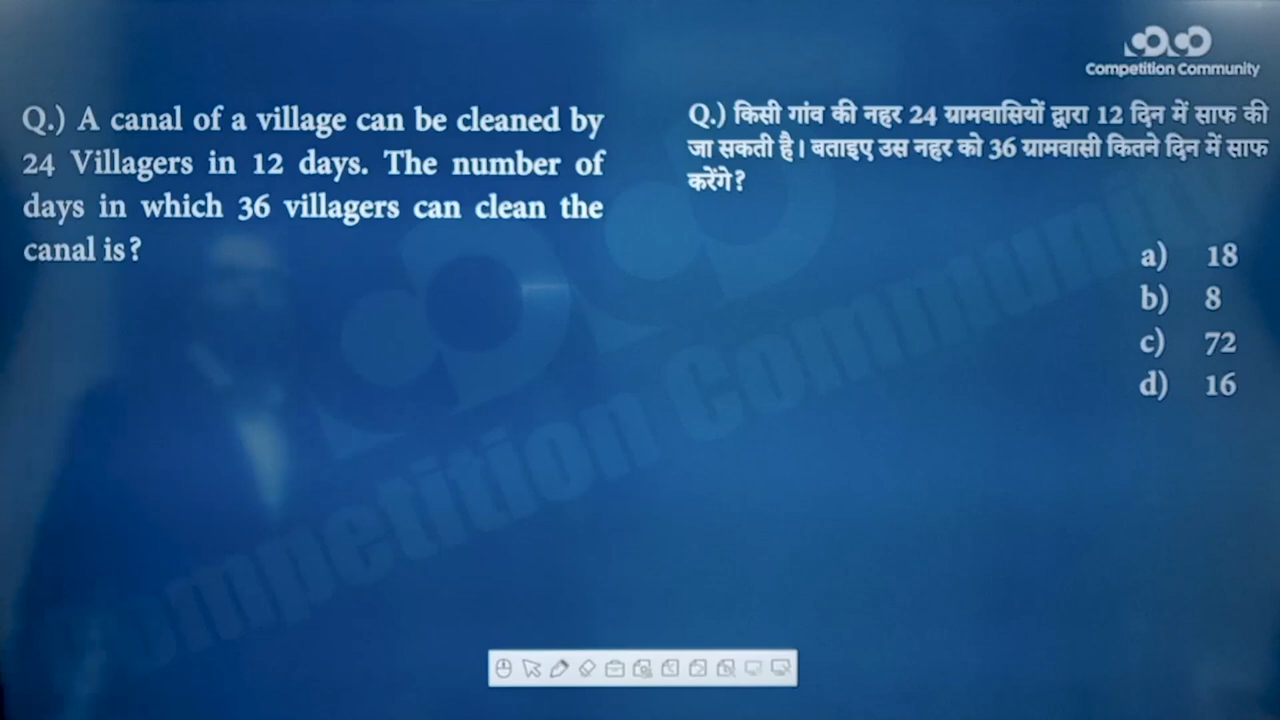 Competition Community
Q.) A canal of a village can be cleaned by
24 Villagers in 12 days. The number of
days in which 36 villagers can clean the
canal is?
Q.) किसी गांव की नहर 24 ग्रामवासियों द्वारा 12 दिन में साफ की
जा सकती है। बताइए उस नहर को 36 ग्रामवासी कितने दिन में साफ
करेंगे?
a) 18
b) 8
c) 72
d) 16
Competition Community